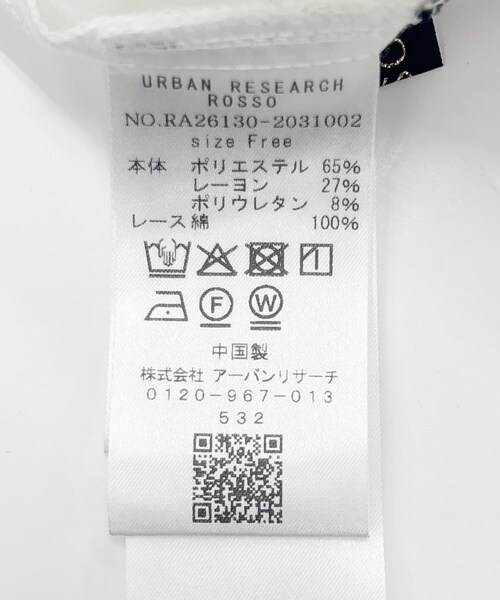 URBAN RESEARCH
ROSSO
NO.RA26130-2031002
size Free
本体 ポリエステル 65%
レーヨン 27%
ポリウレタン 8%
レース 綿 100%
F W
中国製
株式会社 アーバンリサーチ
0120-967-013
532